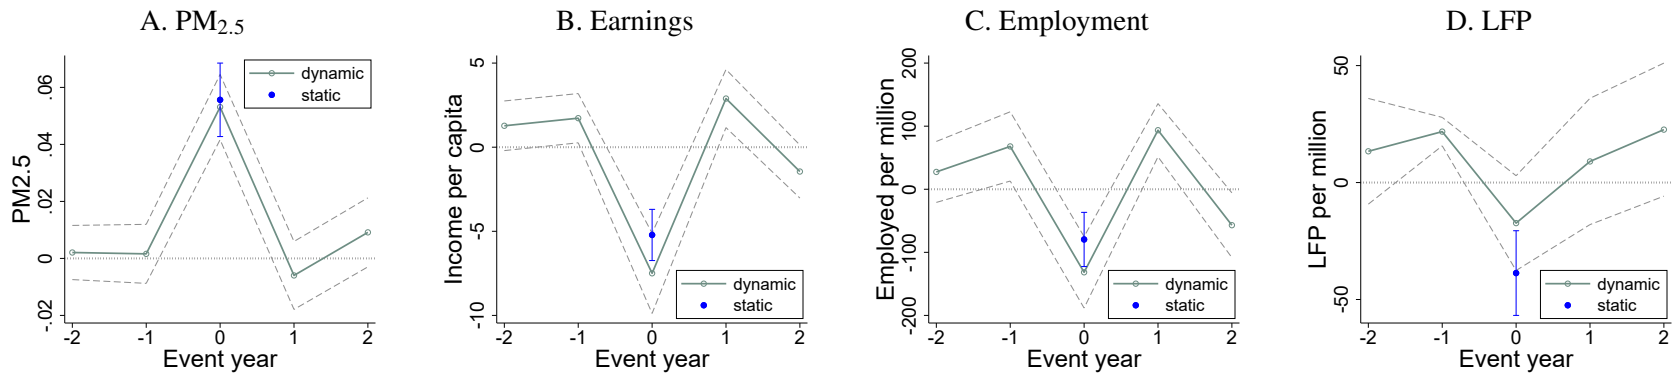 A. PM2.5
PM2.5
.06
.04
.02
0
-.02
dynamic
static
-2 -1 0 1 2
Event year
B. Earnings
Income per capita
5
0
-5
-10
dynamic
static
-2 -1 0 1 2
Event year
C. Employment
Employed per million
200
100
0
-100
-200
dynamic
static
-2 -1 0 1 2
Event year
D. LFP
LFP per million
50
0
-50
dynamic
static
-2 -1 0 1 2
Event year